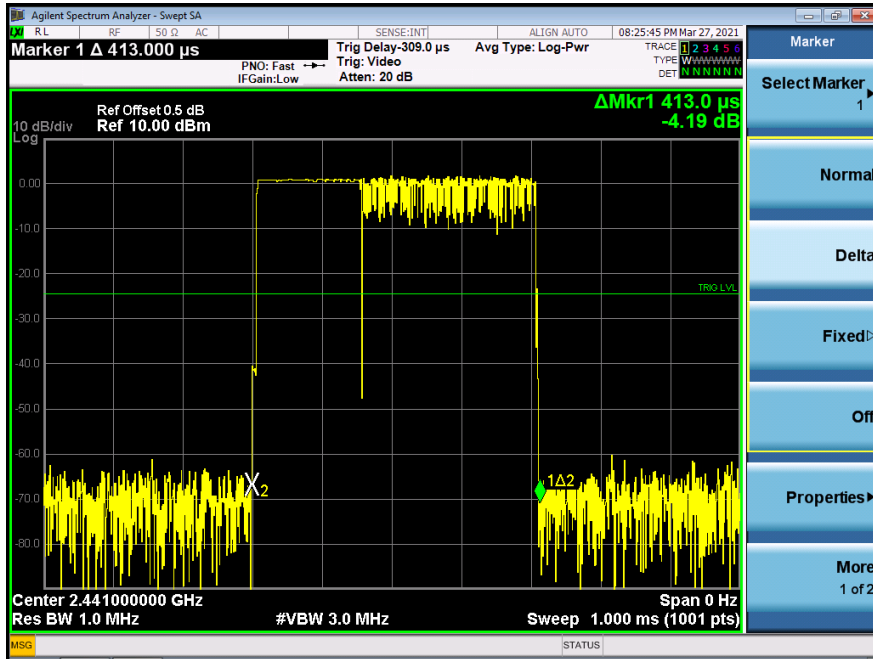 Agilent Spectrum Analyzer - Swept SA
LXI RL RF 50 Ω AC SENSE:INT ALIGN AUTO 08:25:45 PM Mar 27, 2021
Marker 1 Δ 413.000 µs
PNO: Fast
IFGain:Low
Trig Delay-309.0 µs
Trig: Video
Atten: 20 dB
Avg Type: Log-Pwr
TRACE 1 2 3 4 5 6
TYPE WWWWWW
DET N N N N N N
Marker
Select Marker
1
Normal
Delta
Fixed
Off
Properties
More
1 of 2
ΔMkr1 413.0 µs
-4.19 dB
Ref Offset 0.5 dB
10 dB/div Ref 10.00 dBm
Log
0.00
-10.0
-20.0
TRIG LVL
-30.0
-40.0
-50.0
-60.0
1Δ2
2
-70.0
-80.0
Center 2.441000000 GHz Span 0 Hz
Res BW 1.0 MHz #VBW 3.0 MHz Sweep 1.000 ms (1001 pts)
MSG STATUS